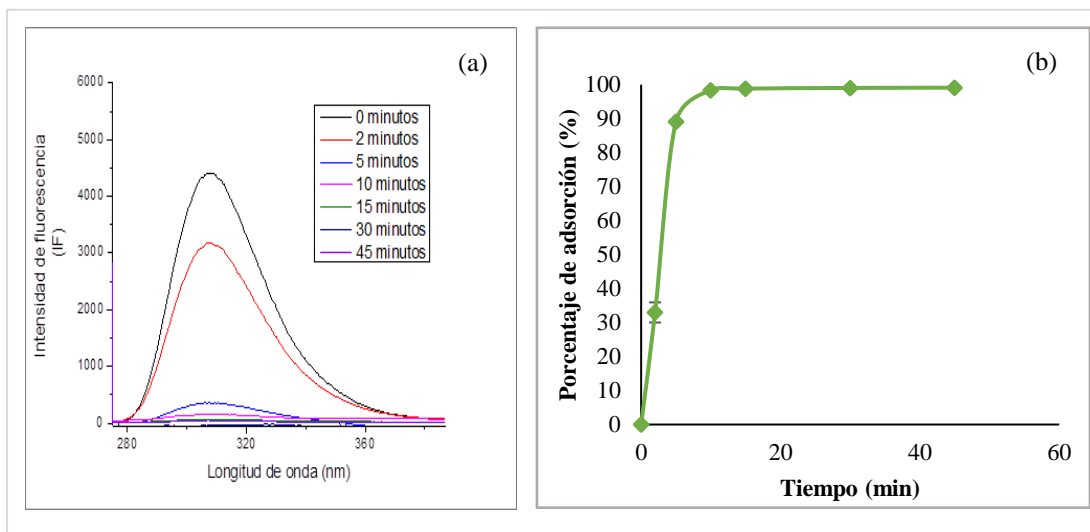 (a)
Intensidad de fluorescencia
(IF)
6000
5000
4000
3000
2000
1000
0
280
320
360
Longitud de onda (nm)
0 minutos
2 minutos
5 minutos
10 minutos
15 minutos
30 minutos
45 minutos
(b)
Porcentaje de adsorción (%)
100
90
80
70
60
50
40
30
20
10
0
0
20
40
60
Tiempo (min)